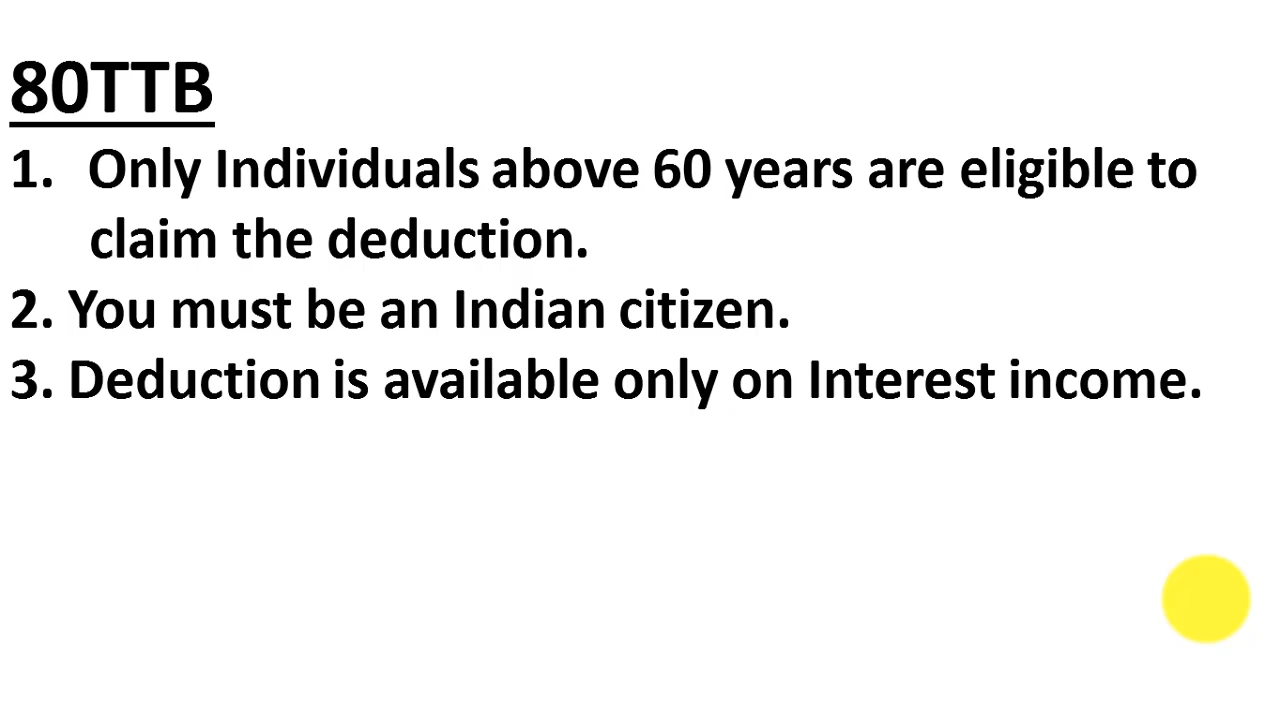 80TTB
1. Only Individuals above 60 years are eligible to
claim the deduction.
2. You must be an Indian citizen.
3. Deduction is available only on Interest income.